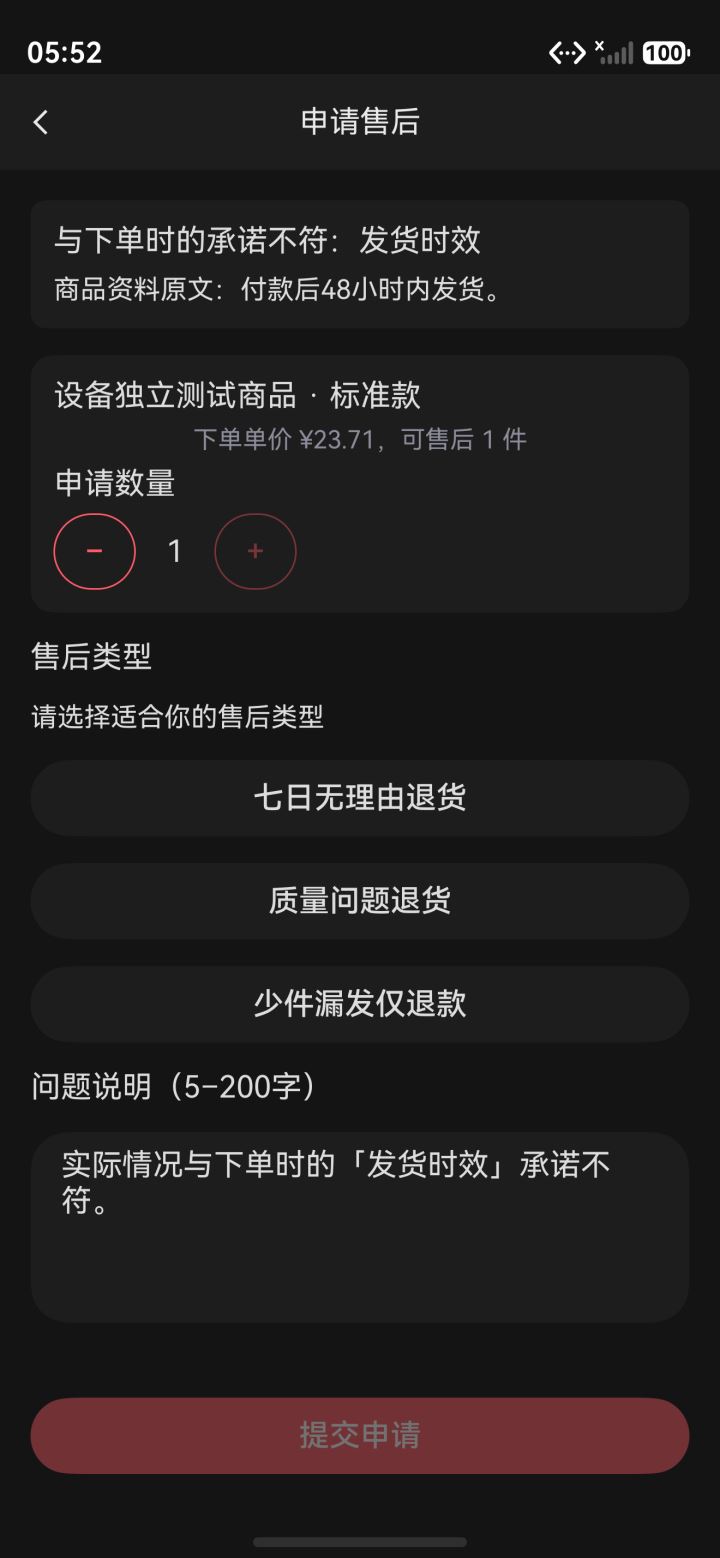 05:52
x
100
申请售后
与下单时的承诺不符：发货时效
商品资料原文：付款后48小时内发货。
设备独立测试商品 · 标准款
下单单价 ¥23.71，可售后 1 件
申请数量
− 1 +
售后类型
请选择适合你的售后类型
七日无理由退货
质量问题退货
少件漏发仅退款
问题说明（5–200字）
实际情况与下单时的「发货时效」承诺不
符。
提交申请